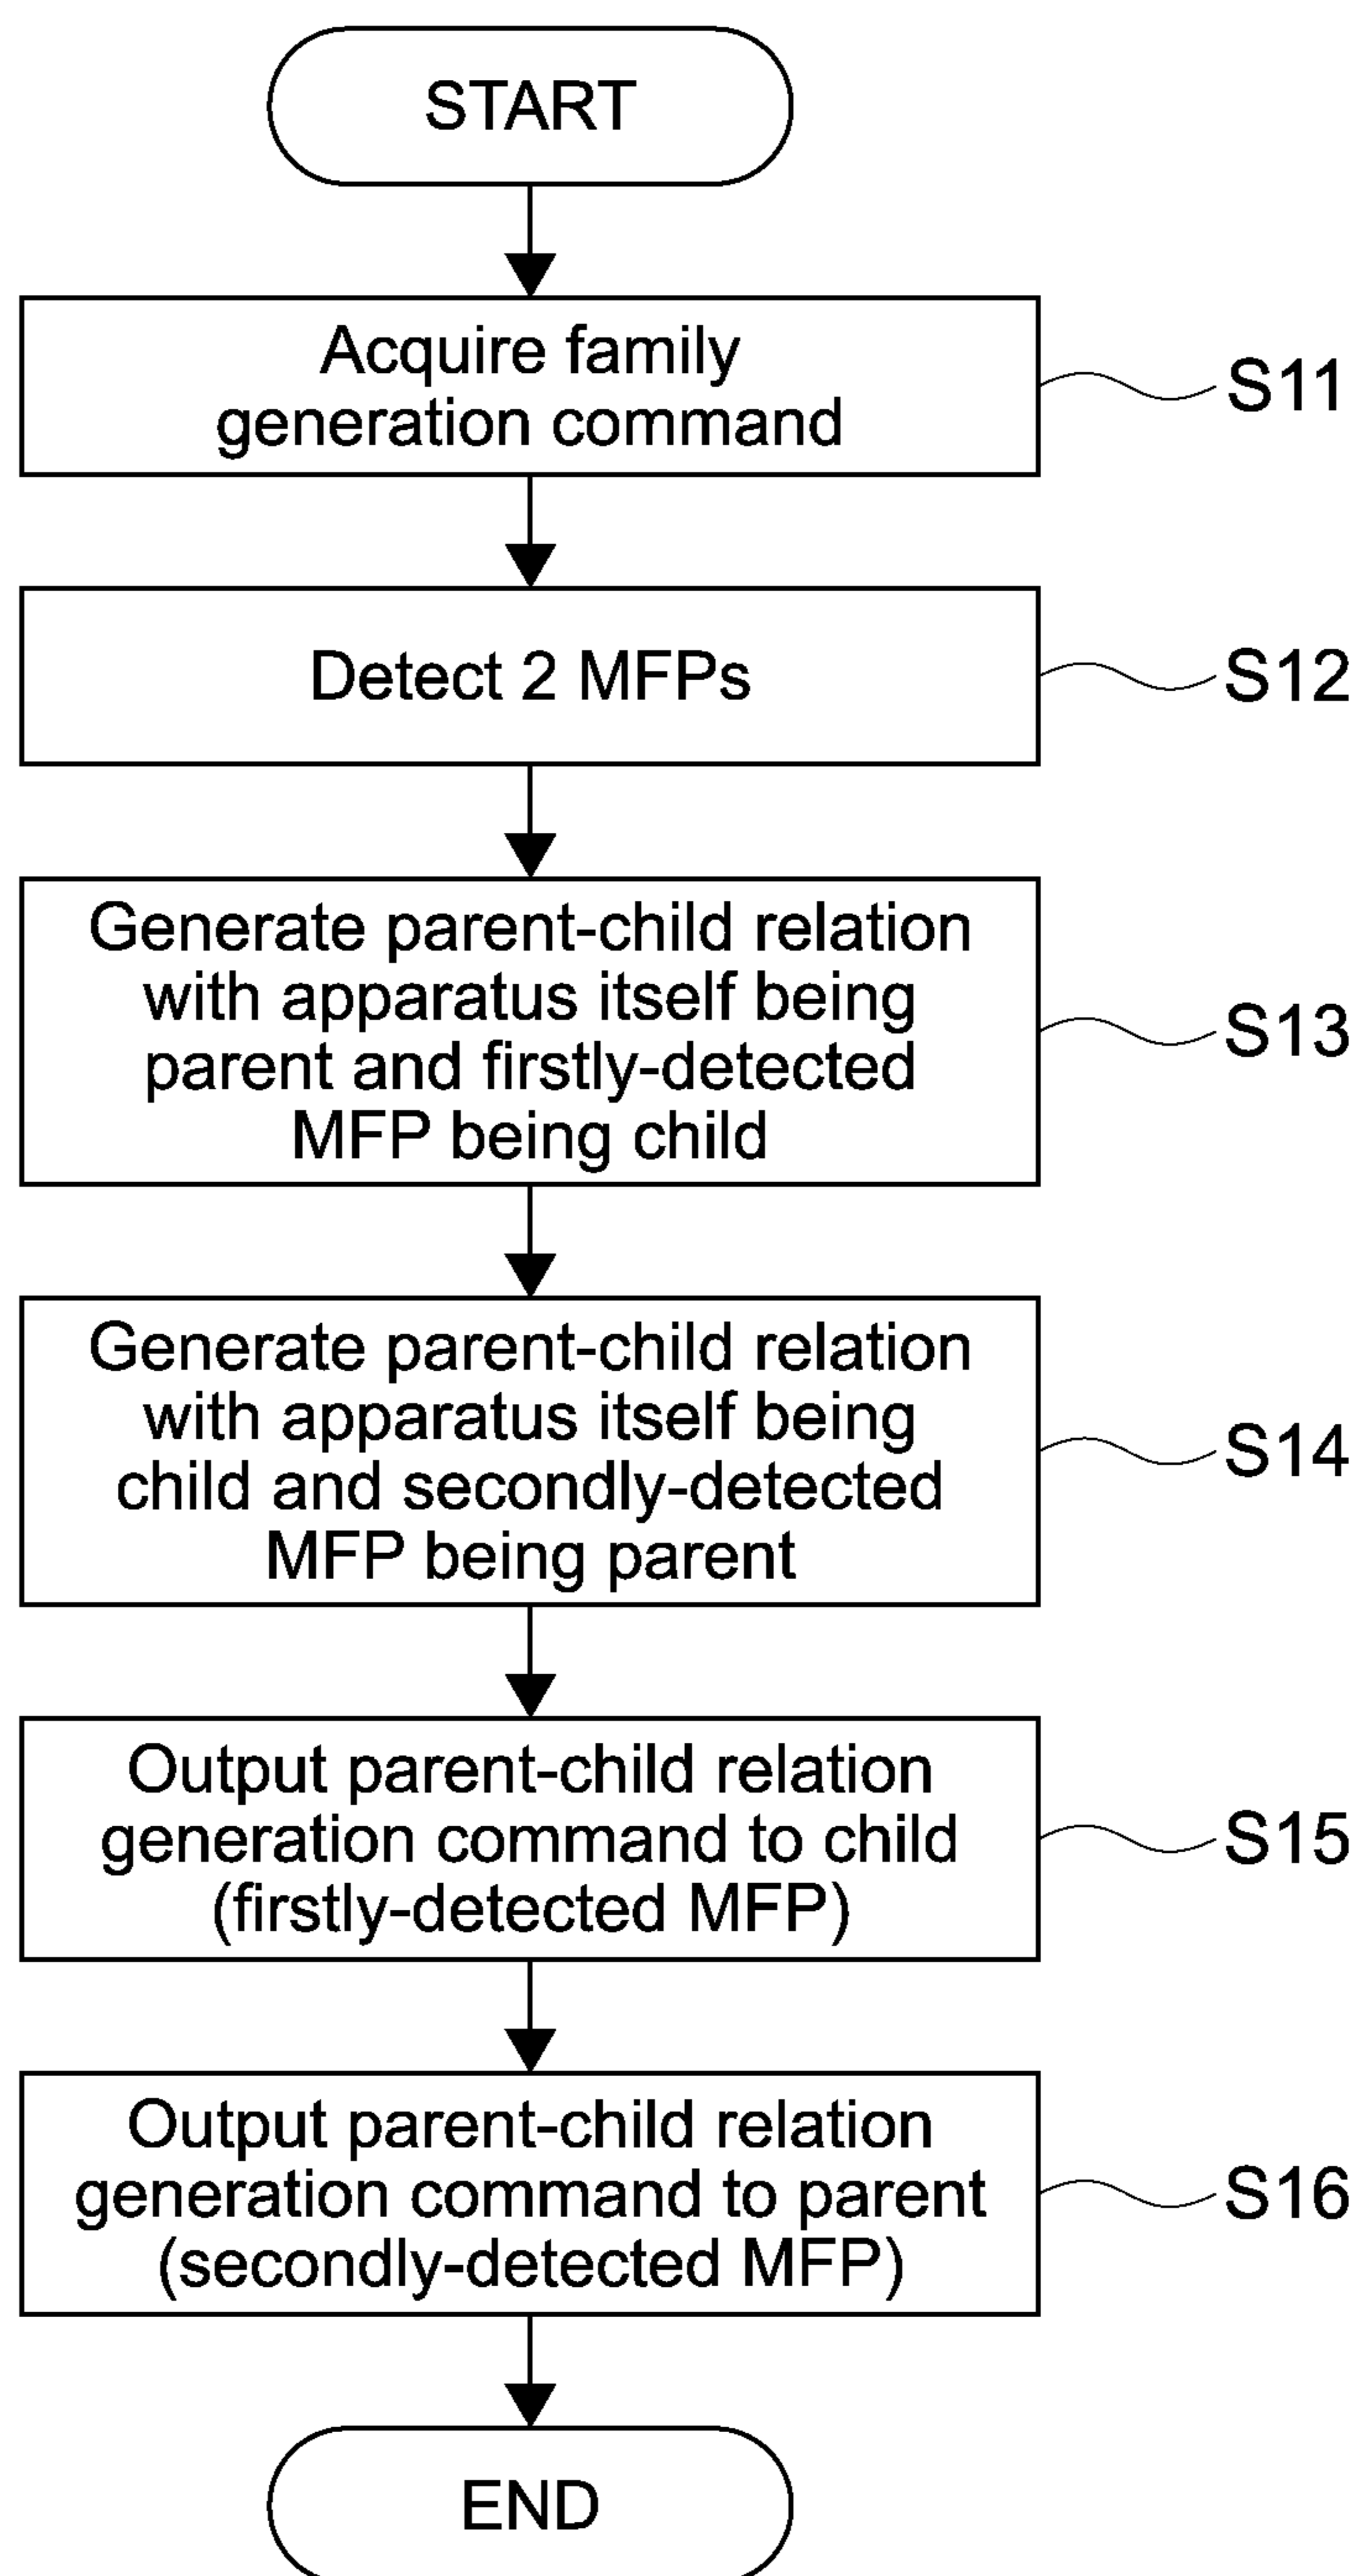 START
Acquire family
generation command
S11
Detect 2 MFPs
S12
Generate parent-child relation
with apparatus itself being
parent and firstly-detected
MFP being child
S13
Generate parent-child relation
with apparatus itself being
child and secondly-detected
MFP being parent
S14
Output parent-child relation
generation command to child
(firstly-detected MFP)
S15
Output parent-child relation
generation command to parent
(secondly-detected MFP)
S16
END